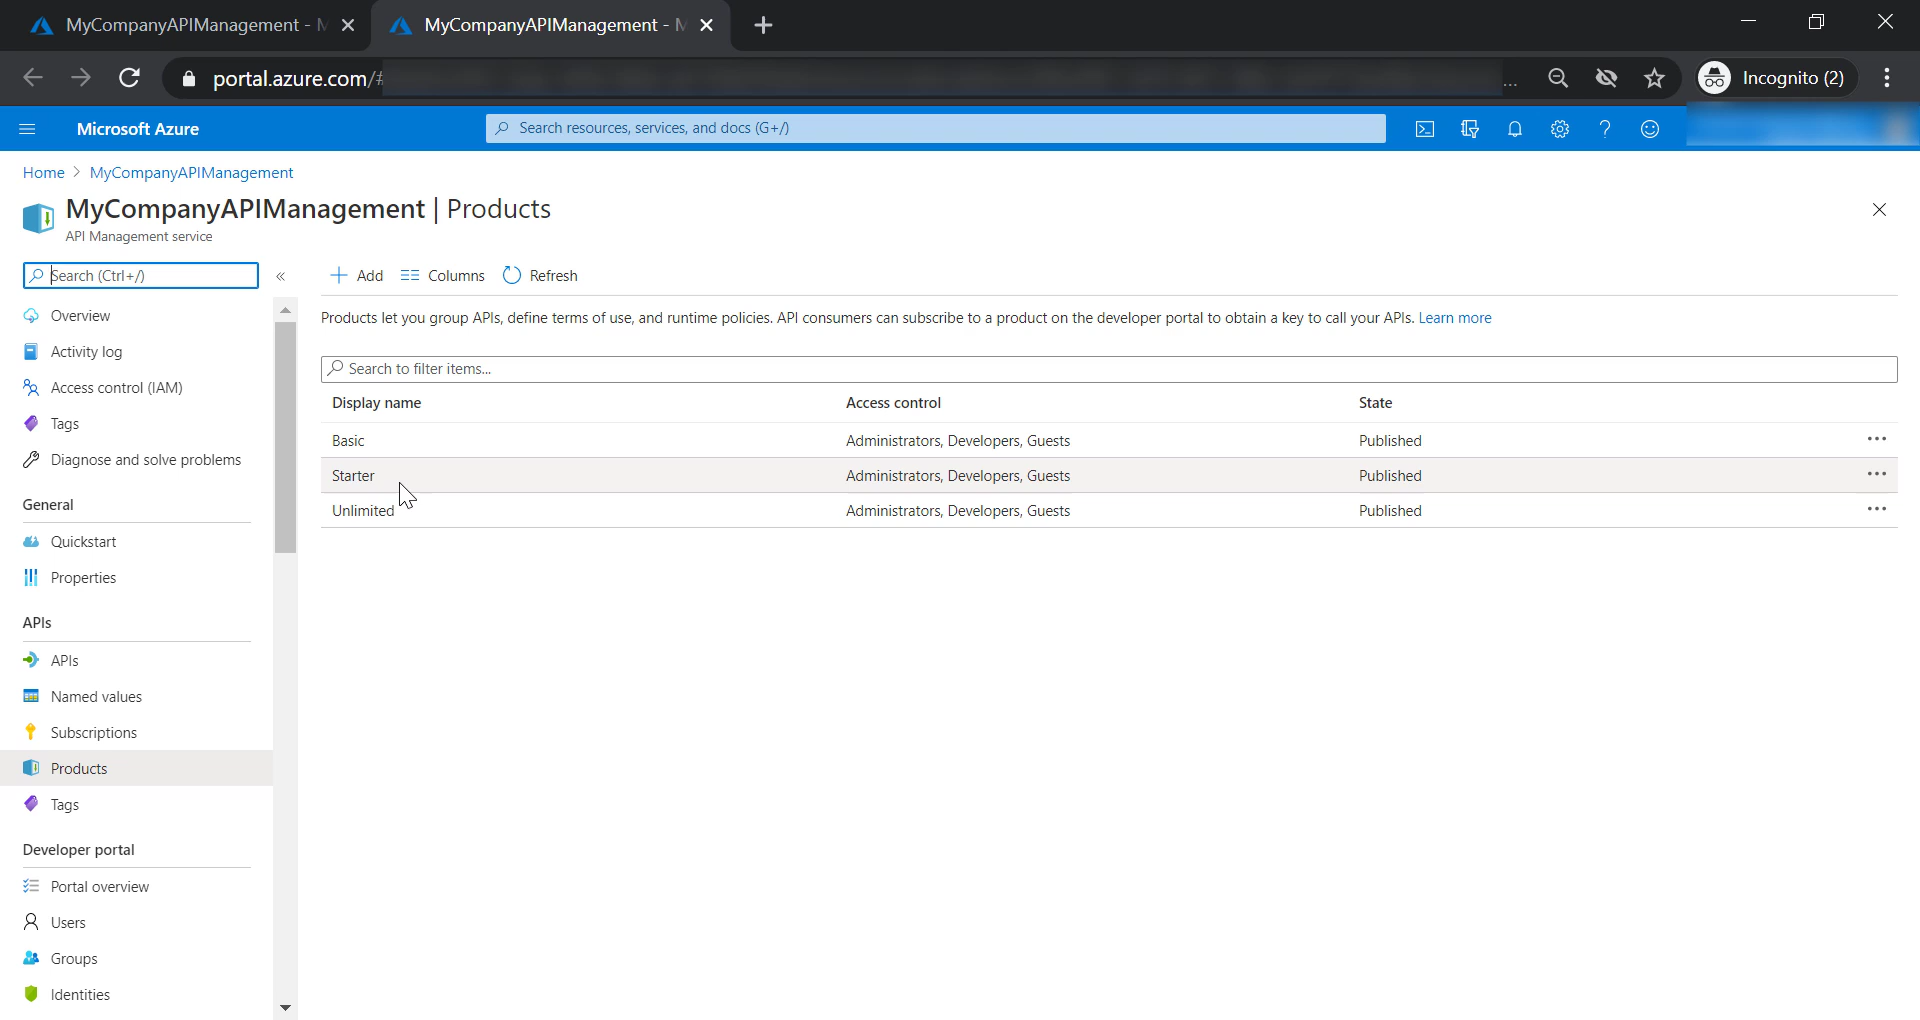 MyCompanyAPIManagement - M
MyCompanyAPIManagement - M
portal.azure.com/#
...
Incognito (2)
Microsoft Azure
Search resources, services, and docs (G+/)
Home > MyCompanyAPIManagement
MyCompanyAPIManagement | Products
API Management service
Search (Ctrl+/)
«
Add
Columns
Refresh
Products let you group APIs, define terms of use, and runtime policies. API consumers can subscribe to a product on the developer portal to obtain a key to call your APIs. Learn more
Search to filter items...
Display name Access control State
Basic Administrators, Developers, Guests Published ...
Starter Administrators, Developers, Guests Published ...
Unlimited Administrators, Developers, Guests Published ...
Overview
Activity log
Access control (IAM)
Tags
Diagnose and solve problems
General
Quickstart
Properties
APIs
APIs
Named values
Subscriptions
Products
Tags
Developer portal
Portal overview
Users
Groups
Identities